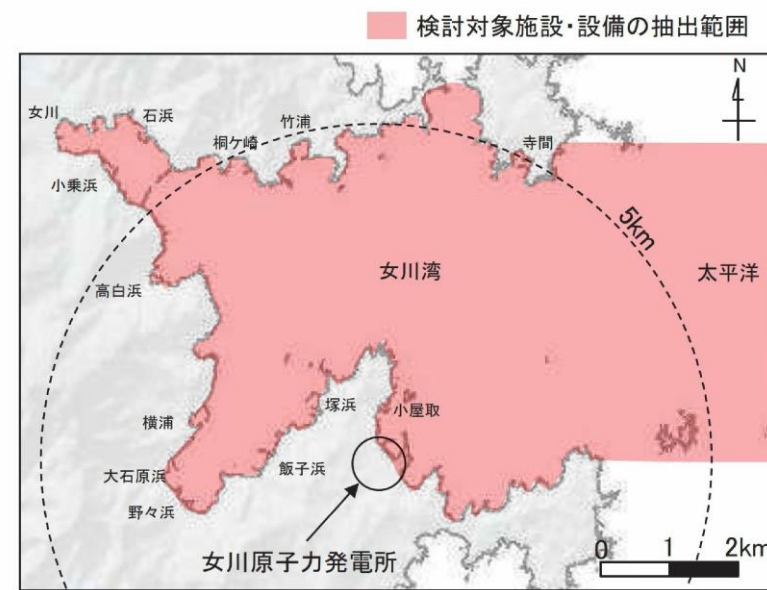 検討対象施設・設備の抽出範囲
N
女川
石浜
竹浦
桐ケ崎
寺間
小乗浜
5km
女川湾
太平洋
高白浜
塚浜
小屋取
横浦
飯子浜
大石原浜
野々浜
女川原子力発電所
0 1 2km